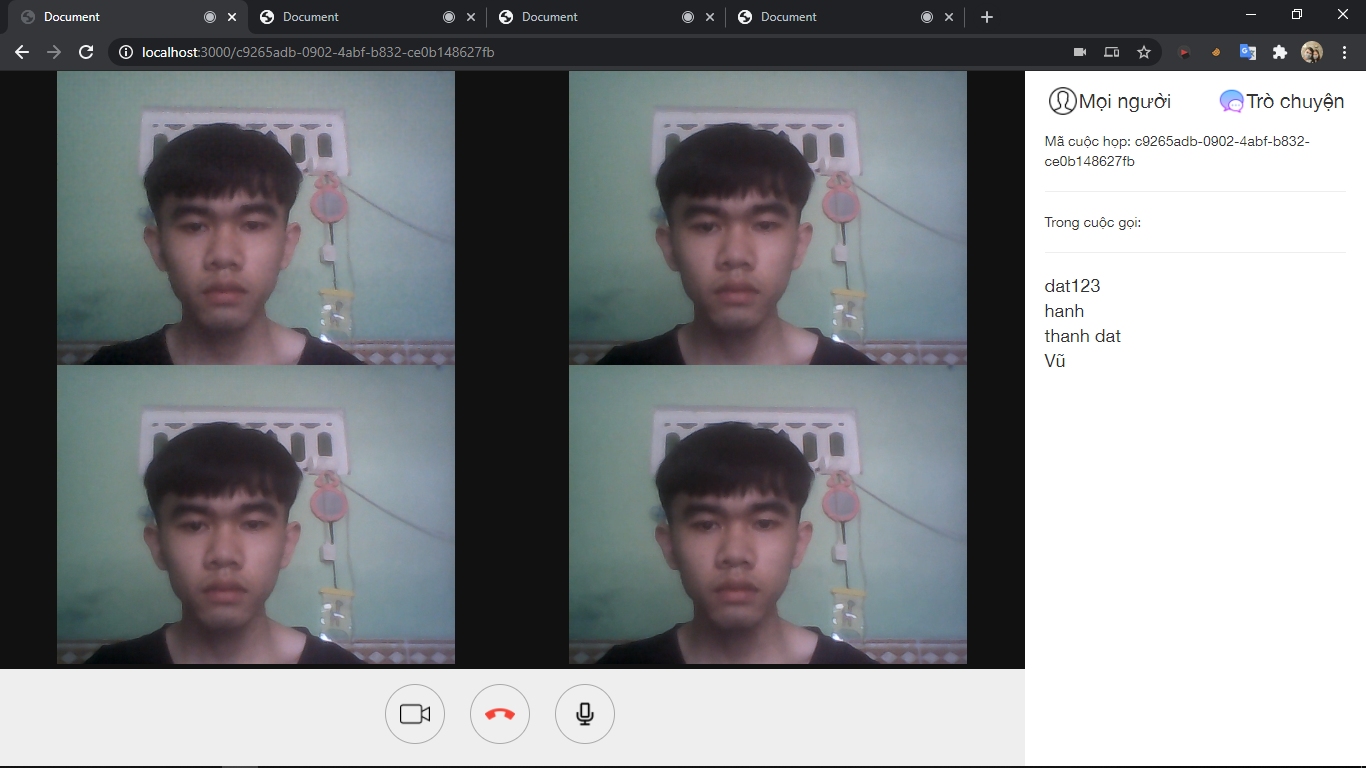 Document
Document
Document
Document
localhost:3000/c9265adb-0902-4abf-b832-ce0b148627fb
Mọi người
Trò chuyện
Mã cuộc họp: c9265adb-0902-4abf-b832-
ce0b148627fb
Trong cuộc gọi:
dat123
hanh
thanh dat
Vũ